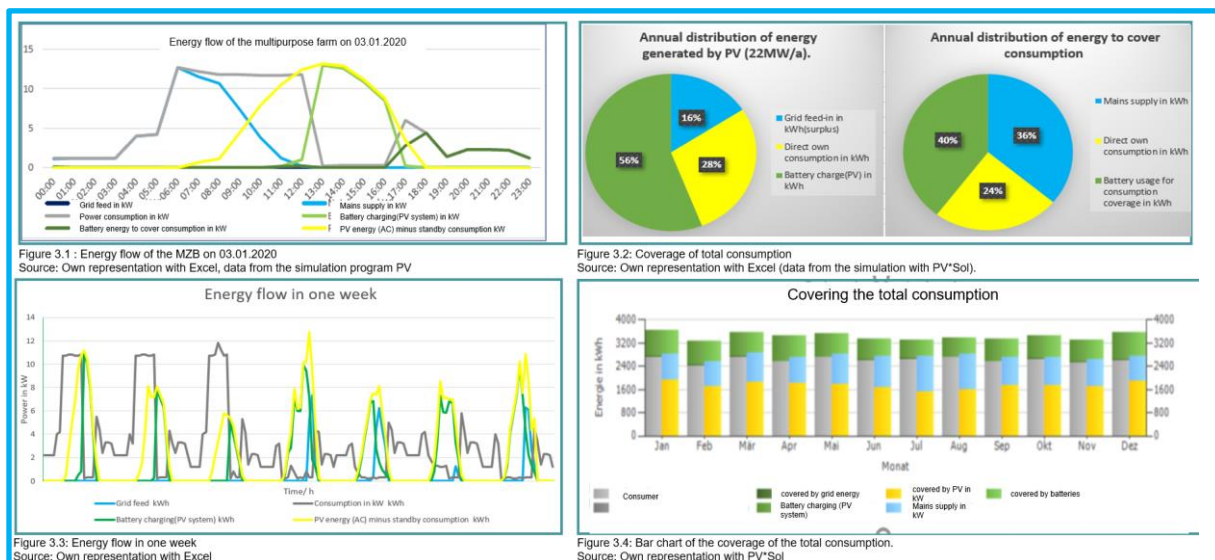 Energy flow of the multipurpose farm on 03.01.2020
15
10
5
0
00:00 01:00 02:00 03:00 04:00 05:00 06:00 07:00 08:00 09:00 10:00 11:00 12:00 13:00 14:00 15:00 16:00 17:00 18:00 19:00 20:00 21:00 22:00 23:00
Grid feed in kW
Mains supply in kW
Power consumption in kW
Battery charging(PV system) in kW
Battery energy to cover consumption in kW
PV energy (AC) minus standby consumption kW
Figure 3.1 : Energy flow of the MZB on 03.01.2020
Source: Own representation with Excel, data from the simulation program PV
Annual distribution of energy
generated by PV (22MW/a).
16%
28%
56%
Grid feed-in in
kWh(surplus)
Direct own
consumption in kWh
Battery charge(PV) in
kWh
Annual distribution of energy to cover
consumption
36%
24%
40%
Mains supply in kWh
Direct own
consumption in kWh
Battery usage for
consumption
coverage in kWh
Figure 3.2: Coverage of total consumption
Source: Own representation with Excel (data from the simulation with PV*Sol).
Energy flow in one week
Power in kW
14
12
10
8
6
4
2
0
Time/ h
Grid feed kWh
Consumption in kW kWh
Battery charging(PV system) kWh
PV energy (AC) minus standby consumption kWh
Figure 3.3: Energy flow in one week
Source: Own representation with Excel
Covering the total consumption
Energie in kWh
4000
3200
2400
1600
800
0
4000
3200
2400
1600
800
0
Jan Feb Mär Apr Mai Jun Jul Aug Sep Okt Nov Dez
Monat
Consumer
covered by grid energy
Battery charging (PV
system)
covered by PV in
kW
Mains supply in
kW
covered by batteries
Figure 3.4: Bar chart of the coverage of the total consumption.
Source: Own representation with PV*Sol